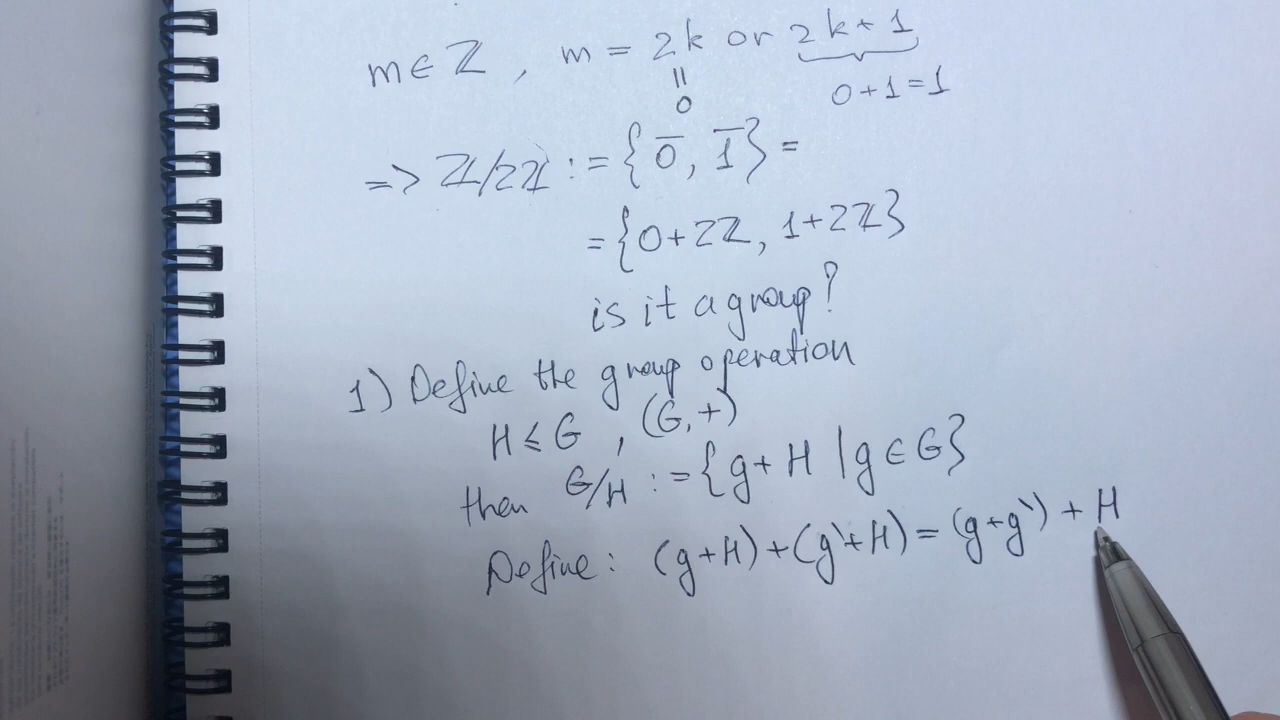 m ∈ ℤ , m = 2k or 2k+1
=
0
0+1=1
=> ℤ/2ℤ := { 0̅, 1̅ } =
= { 0+2ℤ, 1+2ℤ }
is it a group?
1) Define the group operation
H ≤ G , (G,+)
then G/H := { g+H | g ∈ G }
Define: (g+H)+(g`+H) = (g+g`) + H